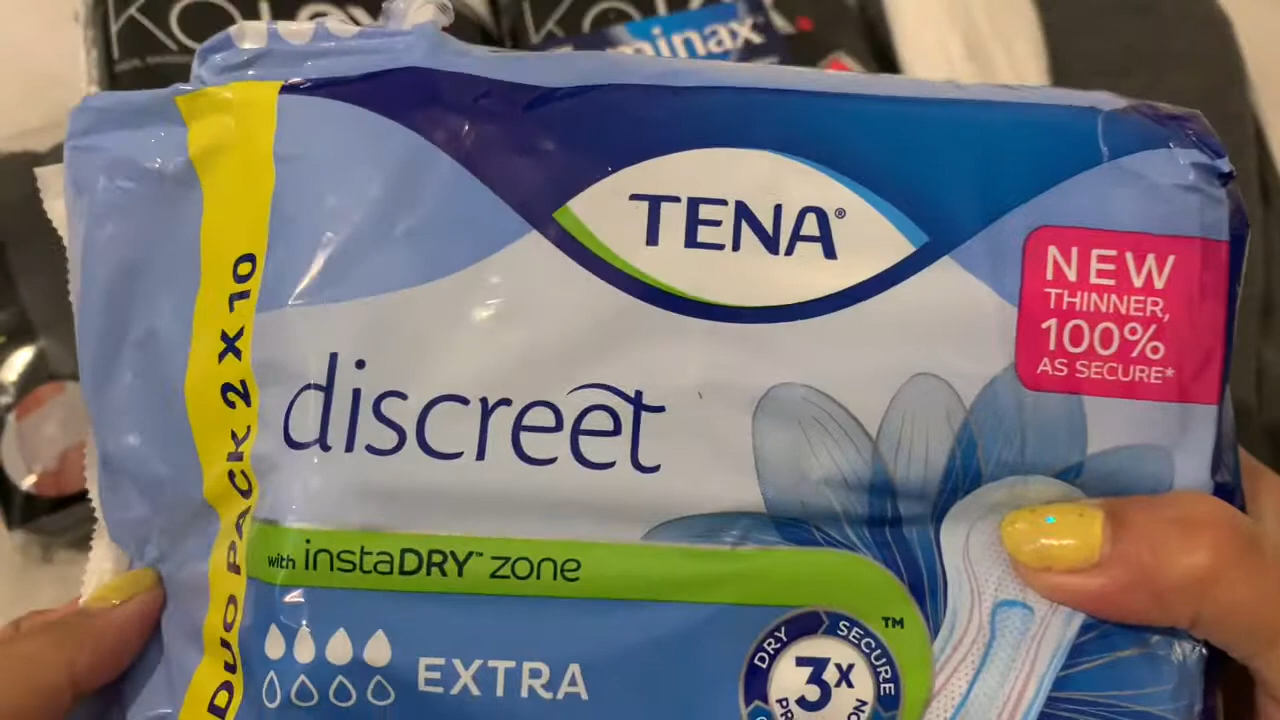 minax
TENA®
NEW
THINNER,
100%
AS SECURE*
discreet
DUO PACK 2 X 10
with instaDRY™ zone
EXTRA
DRY
SECURE
™
3X